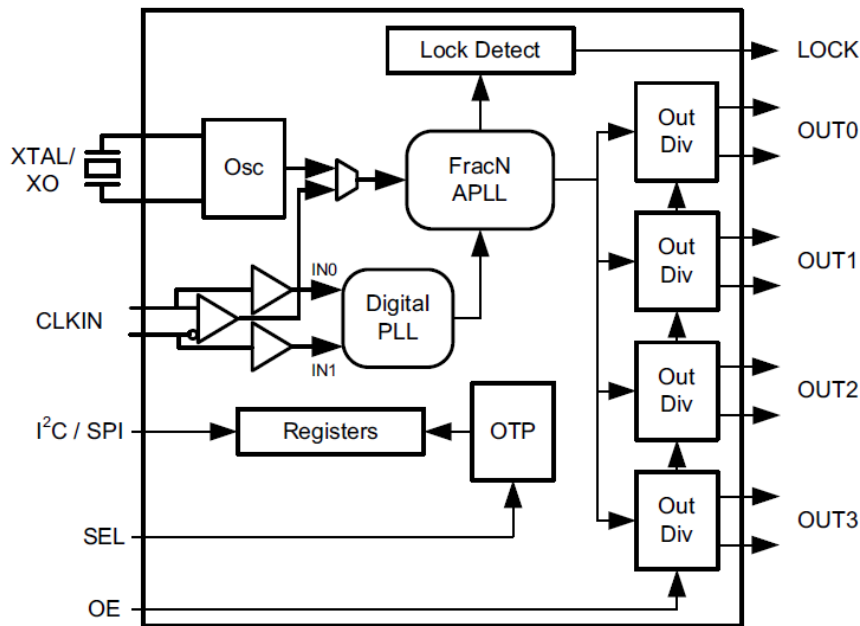 Lock Detect
LOCK
XTAL/
XO
Osc
FracN
APLL
Out
Div
OUT0
Out
Div
OUT1
CLKIN
IN0
IN1
Digital
PLL
Out
Div
OUT2
I²C / SPI
Registers
OTP
Out
Div
OUT3
SEL
OE